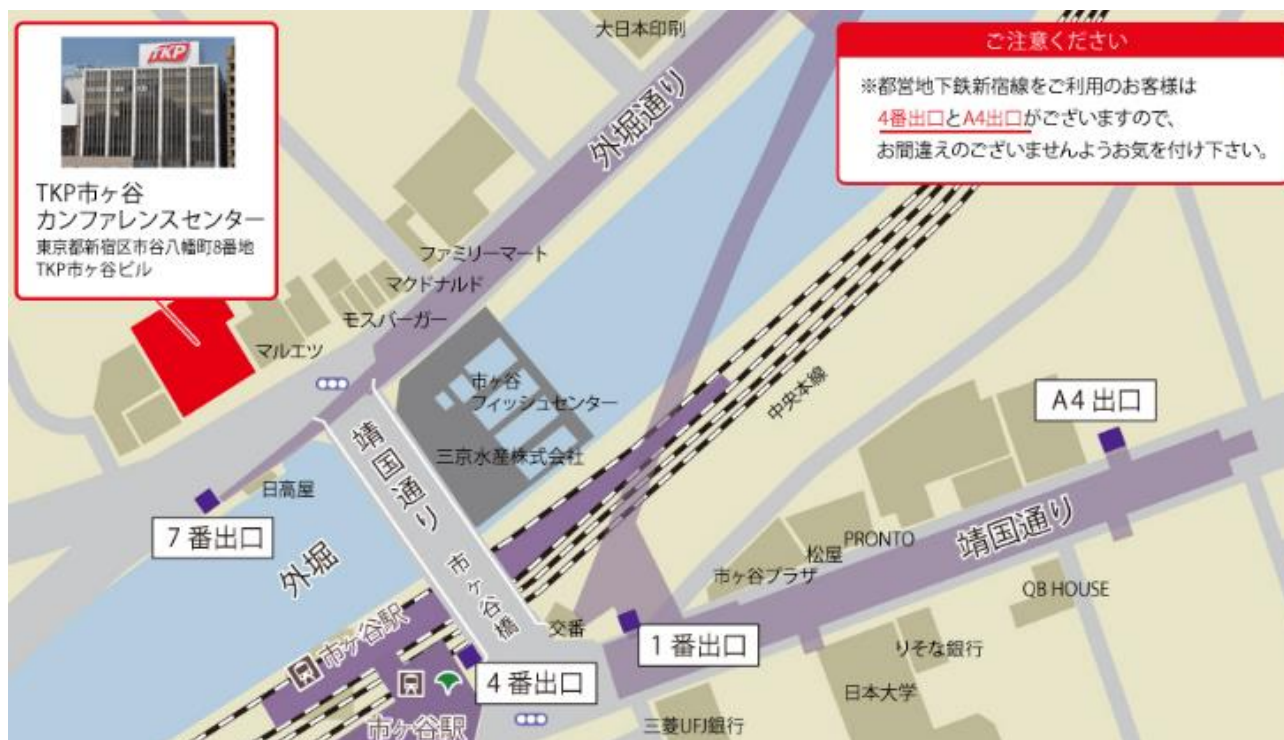 TKP
TKP市ヶ谷
カンファレンスセンター
東京都新宿区市谷八幡町8番地
TKP市ヶ谷ビル
大日本印刷
外堀通り
ご注意ください
※都営地下鉄新宿線をご利用のお客様は
4番出口とA4出口がございますので、
お間違えのございませんようお気を付け下さい。
ファミリーマート
マクドナルド
モスバーガー
マルエツ
市ヶ谷
フィッシュセンター
三京水産株式会社
中央本線
A4 出口
靖国通り
日高屋
7 番出口
外堀
市ヶ谷橋
靖国通り
PRONTO
松屋
市ヶ谷プラザ
QB HOUSE
交番
1 番出口
りそな銀行
日本大学
市ヶ谷駅
4 番出口
市ヶ谷駅
三菱UFJ銀行